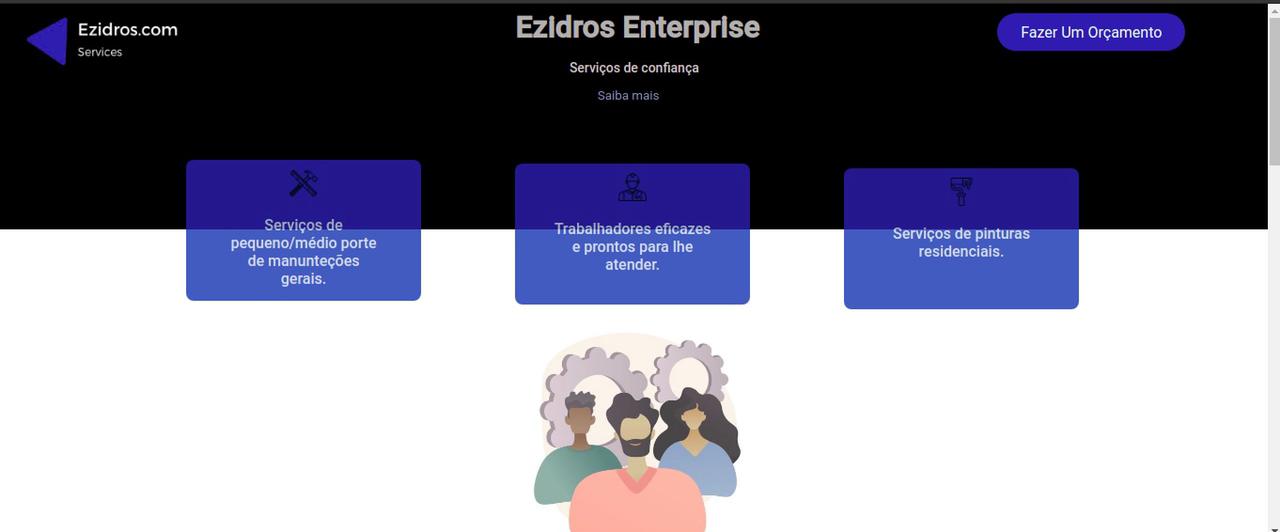 Ezidros.com
Services
Ezidros Enterprise
Serviços de confiança
Saiba mais
Fazer Um Orçamento
Serviços de
pequeno/médio porte
de manunteções
gerais.
Trabalhadores eficazes
e prontos para lhe
atender.
Serviços de pinturas
residenciais.